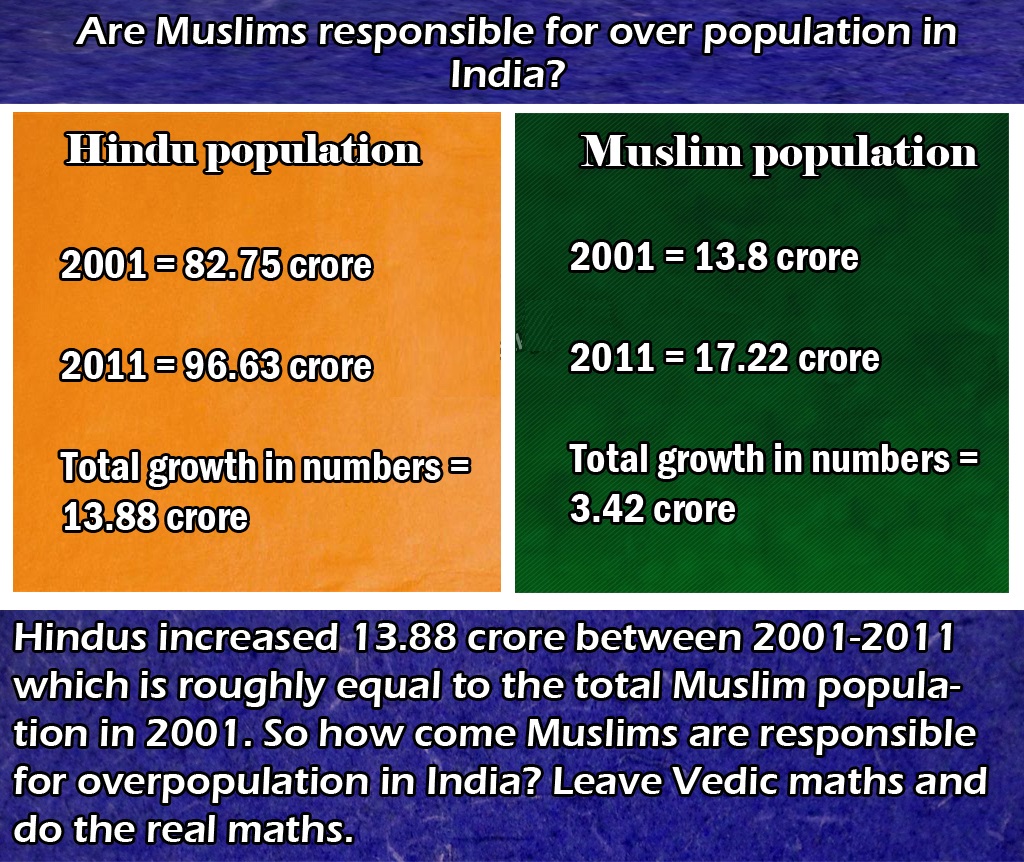 Are Muslims responsible for over population in
India?
Hindu population
2001 = 82.75 crore
2011 = 96.63 crore
Total growth in numbers =
13.88 crore
Muslim population
2001 = 13.8 crore
2011 = 17.22 crore
Total growth in numbers =
3.42 crore
Hindus increased 13.88 crore between 2001-2011
which is roughly equal to the total Muslim popula-
tion in 2001. So how come Muslims are responsible
for overpopulation in India? Leave Vedic maths and
do the real maths.